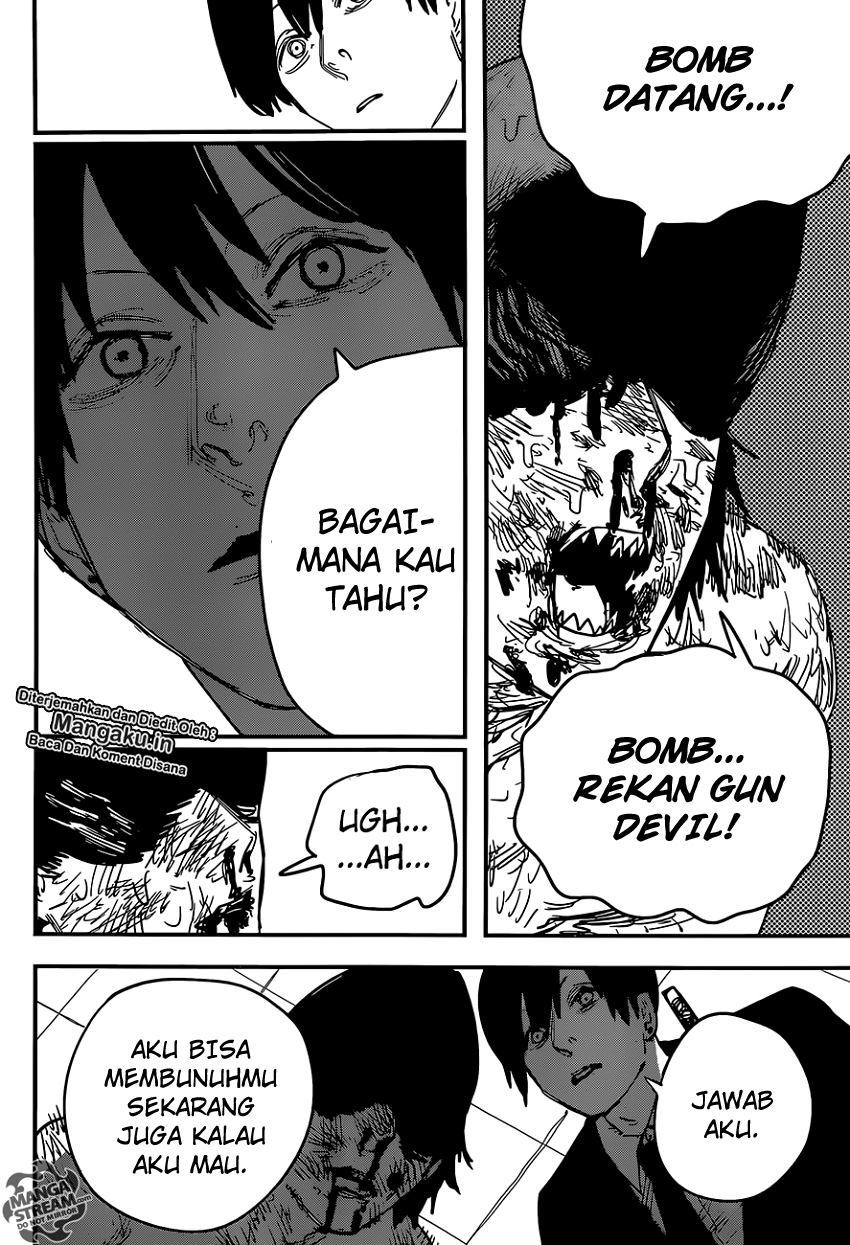 BOMB
DATANG...!
BOMB...
REKAN GUN
DEVIL!
BAGAI-
MANA KAU
TAHU?
Diterjemahkan dan Diedit Oleh :
Mangaku.in
Baca Dan Koment Disana
UGH...
...AH...
JAWAB
AKU.
AKU BISA
MEMBUNUHMU
SEKARANG
JUGA KALAU
AKU MAU.
MANGA
STREAM.com
DO NOT MIRROR